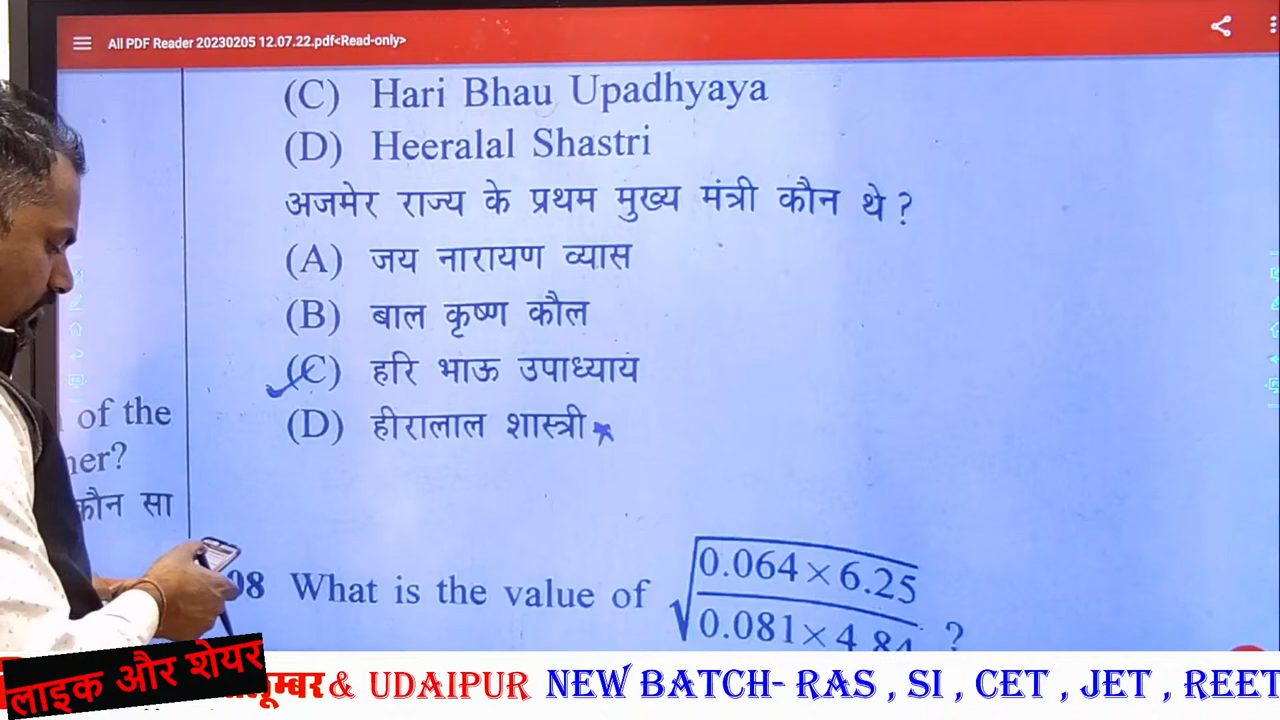 All PDF Reader 20230205 12.07.22.pdf<Read-only>
(C) Hari Bhau Upadhyaya
(D) Heeralal Shastri
अजमेर राज्य के प्रथम मुख्य मंत्री कौन थे ?
(A) जय नारायण व्यास
(B) बाल कृष्ण कौल
(C) हरि भाऊ उपाध्याय
(D) हीरालाल शास्त्री
of the
कौन सा
What is the value of √(0.064×6.25 / 0.081×4.84) ?
लाइक और शेयर
& UDAIPUR NEW BATCH- RAS , SI , CET , JET , REET